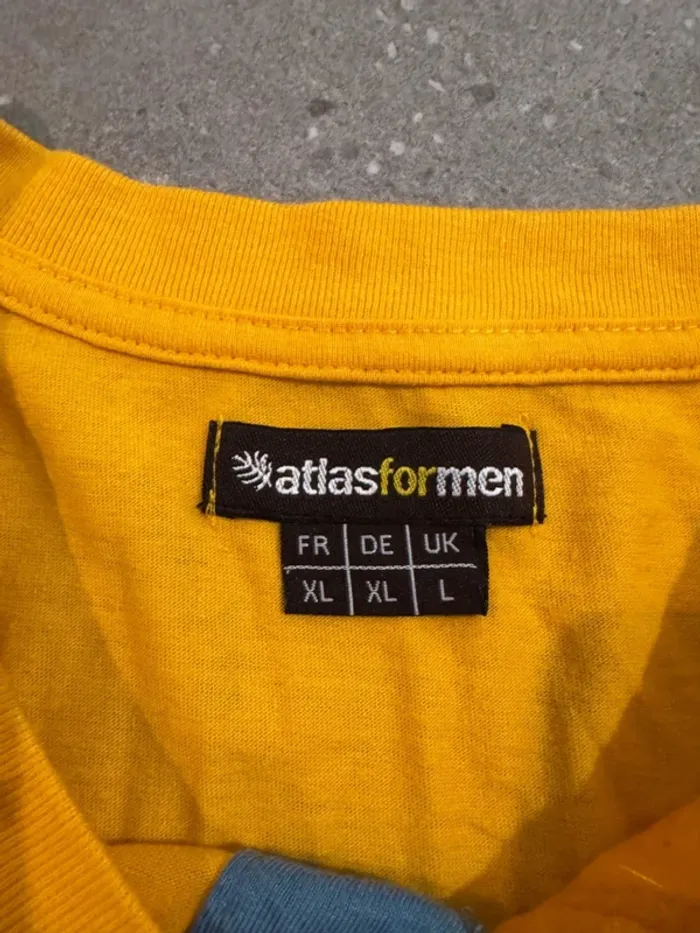 atlasformen
FR DE UK
XL XL L